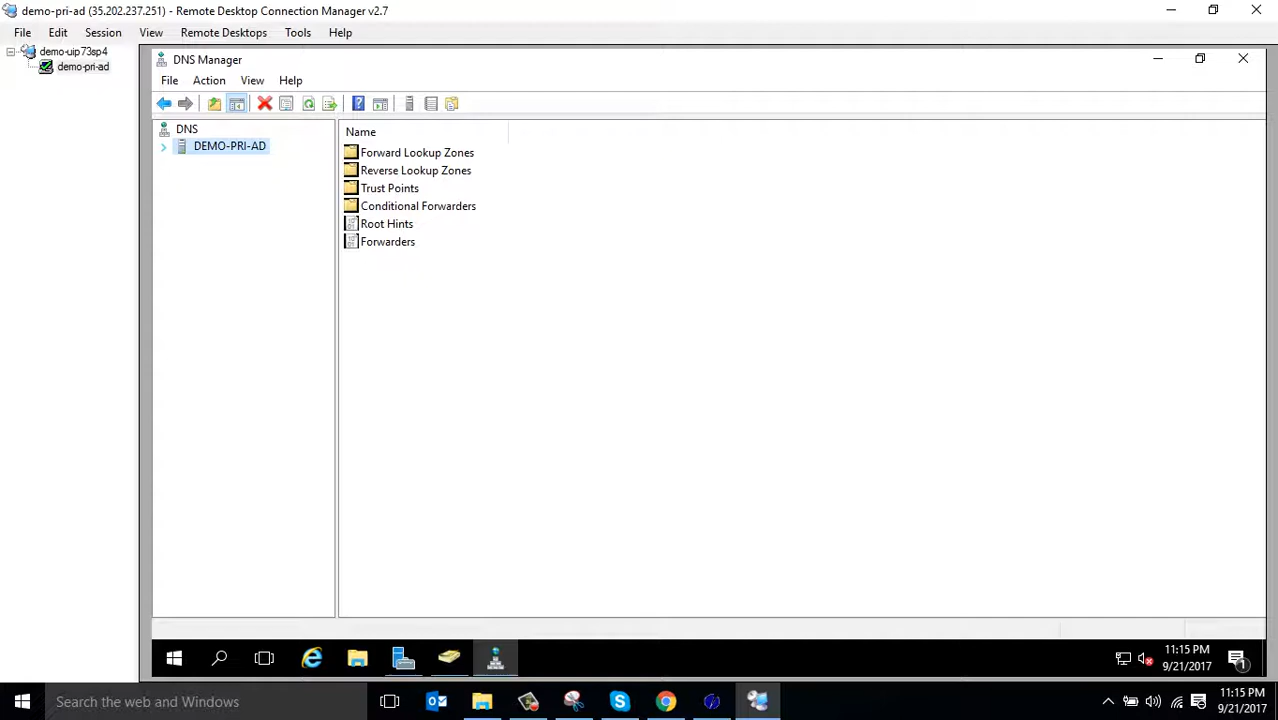 demo-pri-ad (35.202.237.251) - Remote Desktop Connection Manager v2.7
File Edit Session View Remote Desktops Tools Help
demo-uip73sp4
demo-pri-ad
DNS Manager
File Action View Help
DNS
DEMO-PRI-AD
Name
Forward Lookup Zones
Reverse Lookup Zones
Trust Points
Conditional Forwarders
Root Hints
Forwarders
11:15 PM
9/21/2017
1
Search the web and Windows
11:15 PM
9/21/2017